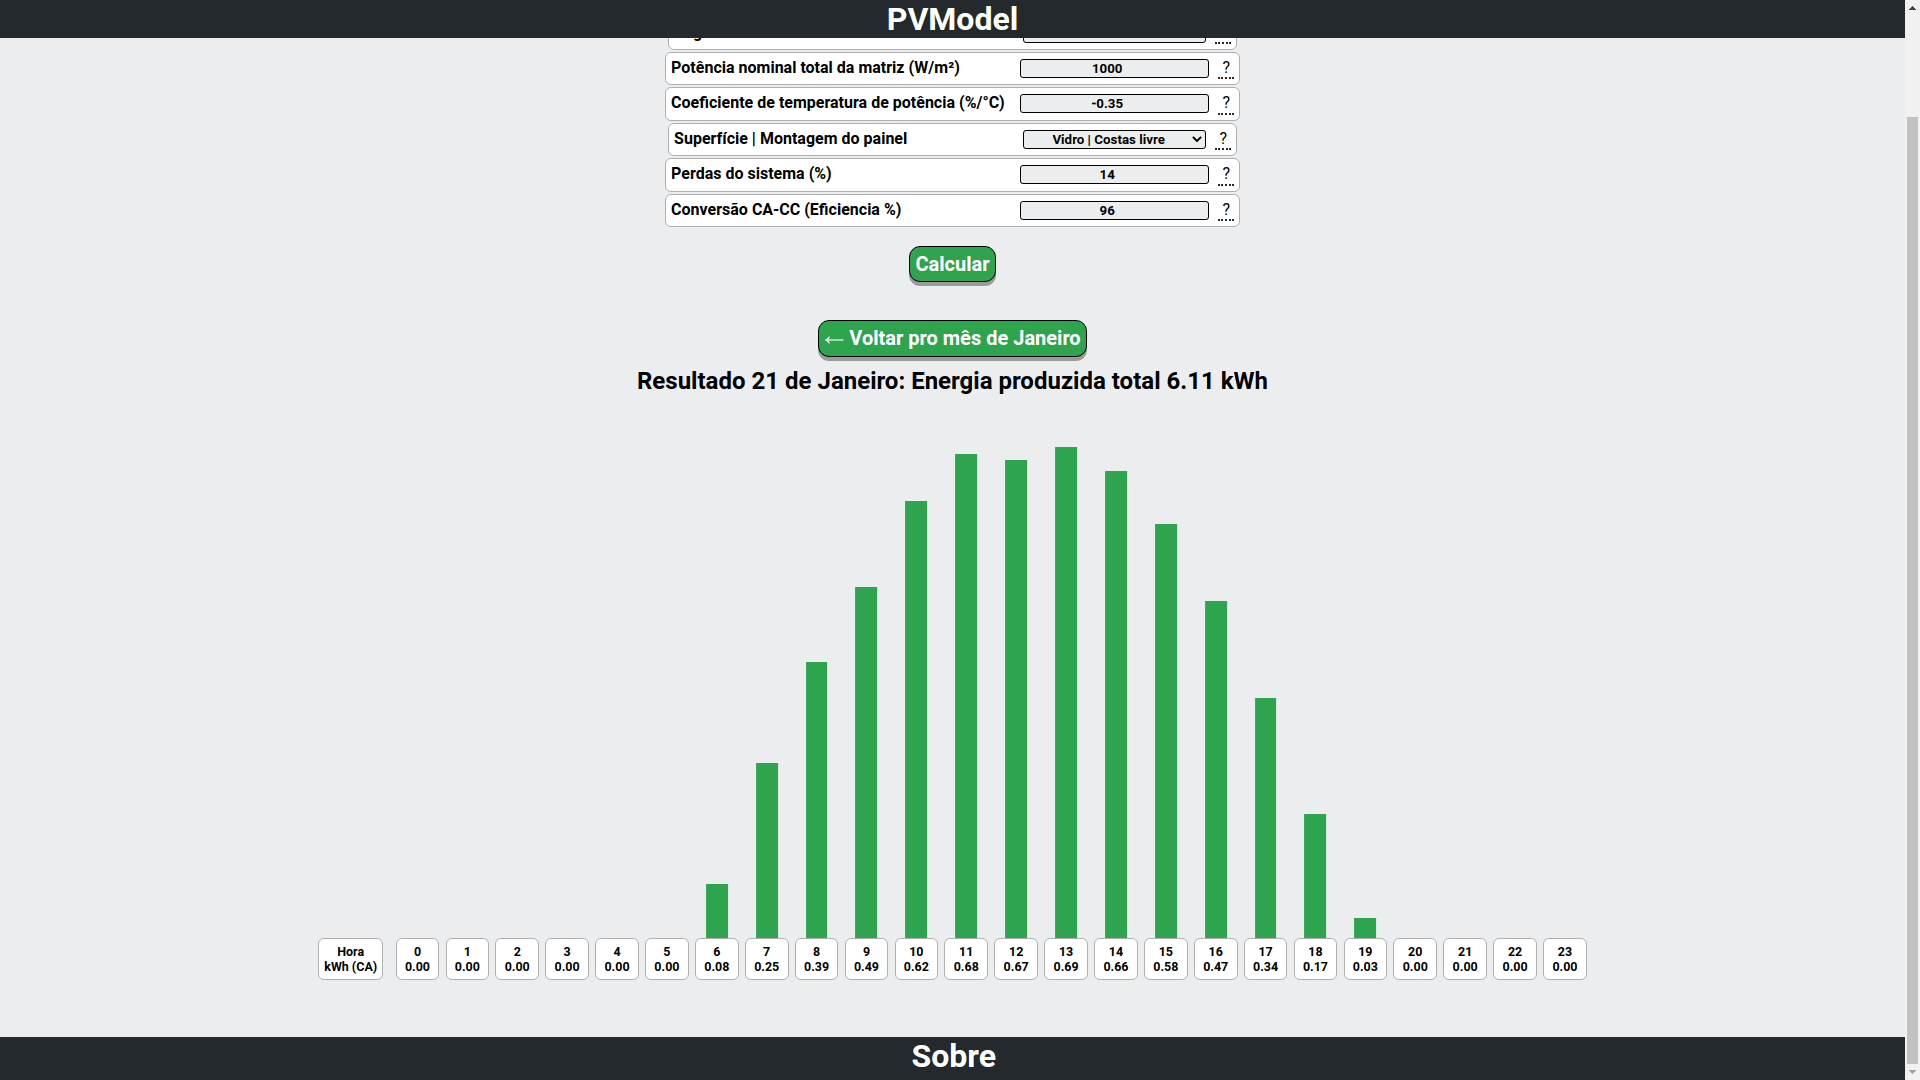 PVModel
Potência nominal total da matriz (W/m²) 1000 ?
Coeficiente de temperatura de potência (%/°C) -0.35 ?
Superfície | Montagem do painel Vidro | Costas livre ?
Perdas do sistema (%) 14 ?
Conversão CA-CC (Eficiencia %) 96 ?
Calcular
← Voltar pro mês de Janeiro
Resultado 21 de Janeiro: Energia produzida total 6.11 kWh
Hora 0 1 2 3 4 5 6 7 8 9 10 11 12 13 14 15 16 17 18 19 20 21 22 23
kWh (CA) 0.00 0.00 0.00 0.00 0.00 0.00 0.08 0.25 0.39 0.49 0.62 0.68 0.67 0.69 0.66 0.58 0.47 0.34 0.17 0.03 0.00 0.00 0.00 0.00
Sobre